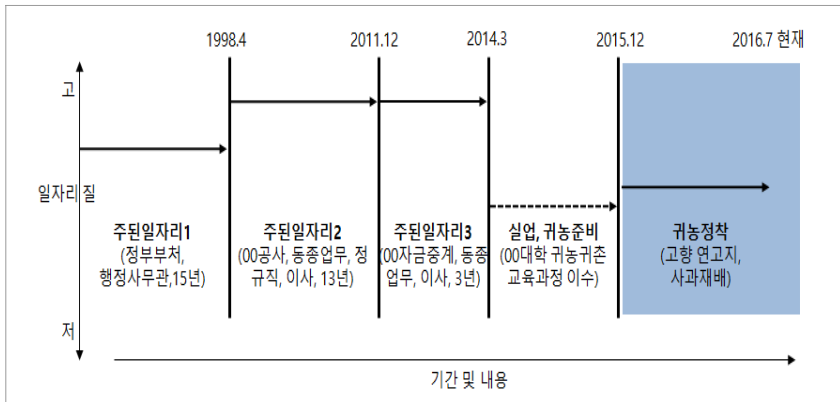 1998.4
2011.12
2014.3
2015.12
2016.7 현재
고
일자리 질
저
주된일자리1
(정부부처,
행정사무관,15년)
주된일자리2
(00공사, 동종업무, 정
규직, 이사, 13년)
주된일자리3
(00자금중계, 동종
업무, 이사, 3년)
실업, 귀농준비
(00대학 귀농귀촌
교육과정 이수)
귀농정착
(고향 연고지,
사과재배)
기간 및 내용